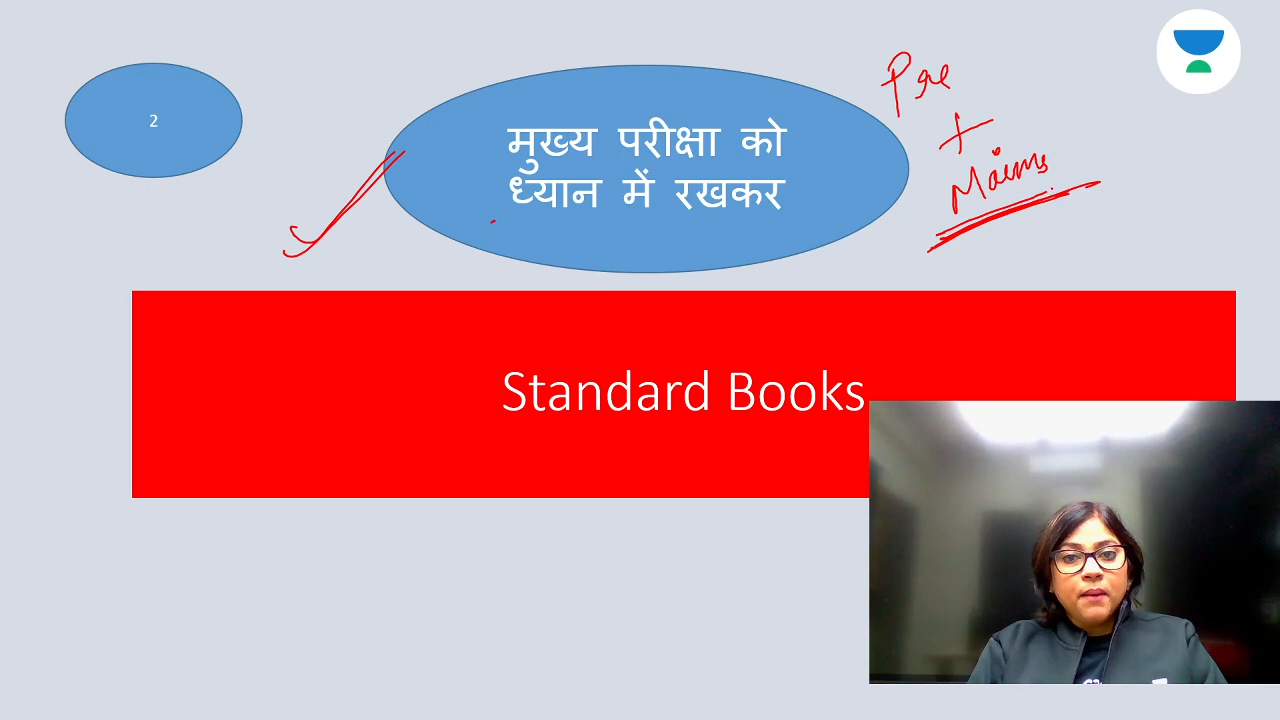 2
मुख्य परीक्षा को
ध्यान में रखकर
Pre
+
Mains
Standard Books